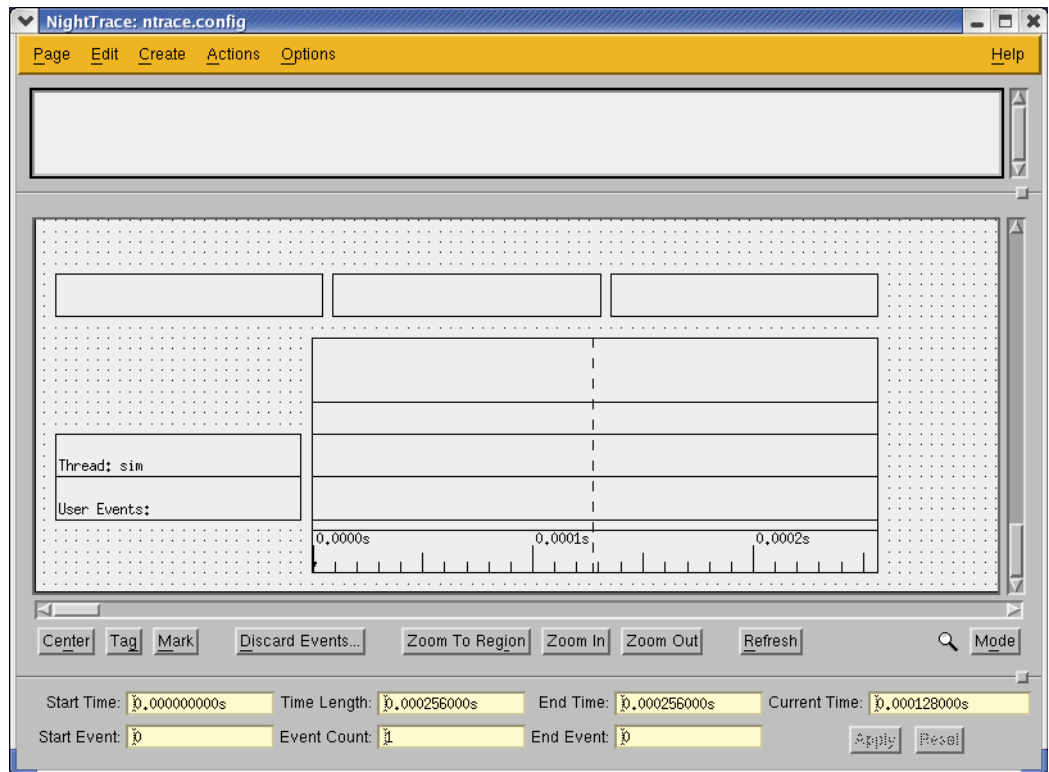 NightTrace: ntrace.config
Page Edit Create Actions Options Help
Thread: sim
User Events:
0.0000s 0.0001s 0.0002s
Center Tag Mark Discard Events... Zoom To Region Zoom In Zoom Out Refresh Mode
Start Time: 0.000000000s Time Length: 0.000256000s End Time: 0.000256000s Current Time: 0.000128000s
Start Event: 0 Event Count: 1 End Event: 0 Apply Reset